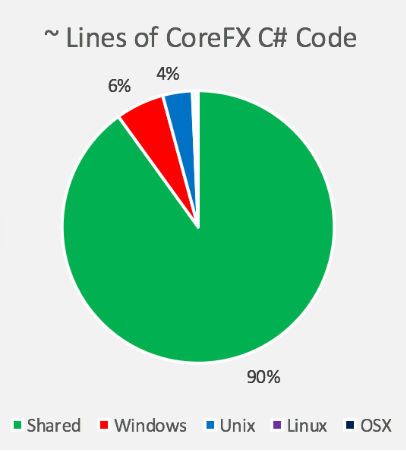 ~ Lines of CoreFX C# Code
4%
6%
90%
Shared Windows Unix Linux OSX